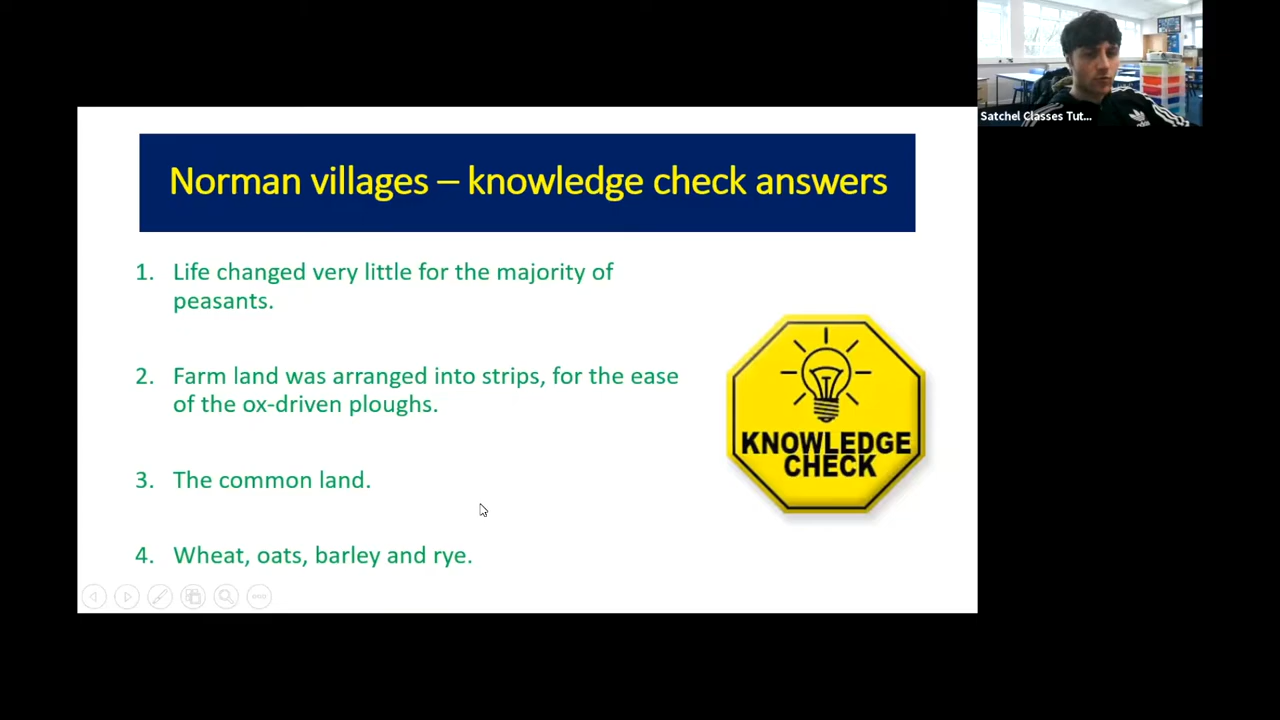 Satchel Classes Tut...
Norman villages – knowledge check answers
1. Life changed very little for the majority of
peasants.
2. Farm land was arranged into strips, for the ease
of the ox-driven ploughs.
3. The common land.
4. Wheat, oats, barley and rye.
KNOWLEDGE
CHECK